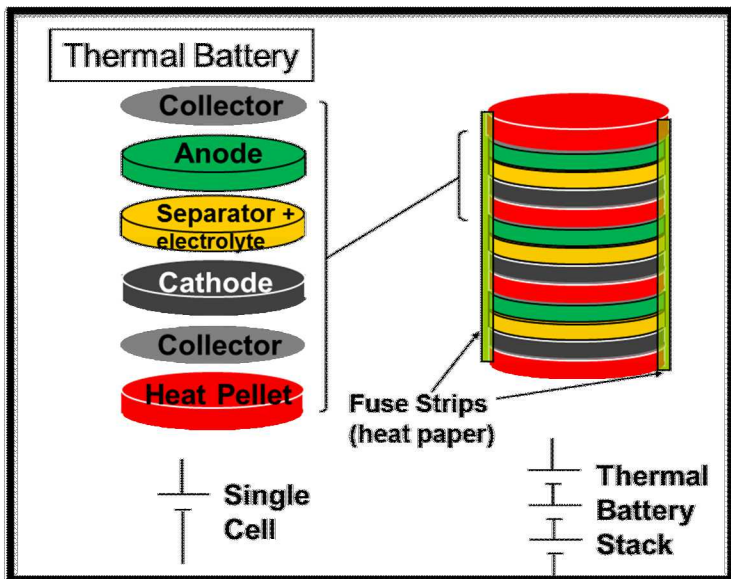 Thermal Battery
Collector
Anode
Separator +
electrolyte
Cathode
Collector
Heat Pellet
Fuse Strips
(heat paper)
Single
Cell
Thermal
Battery
Stack